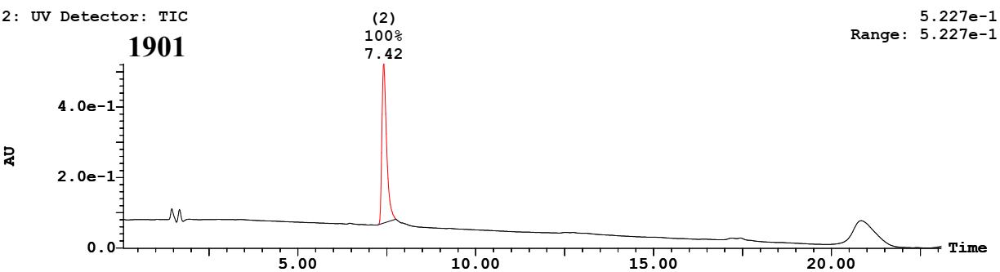 2: UV Detector: TIC
5.227e-1
Range: 5.227e-1
1901
(2)
100%
7.42
4.0e-1
2.0e-1
0.0
AU
5.00 10.00 15.00 20.00
Time